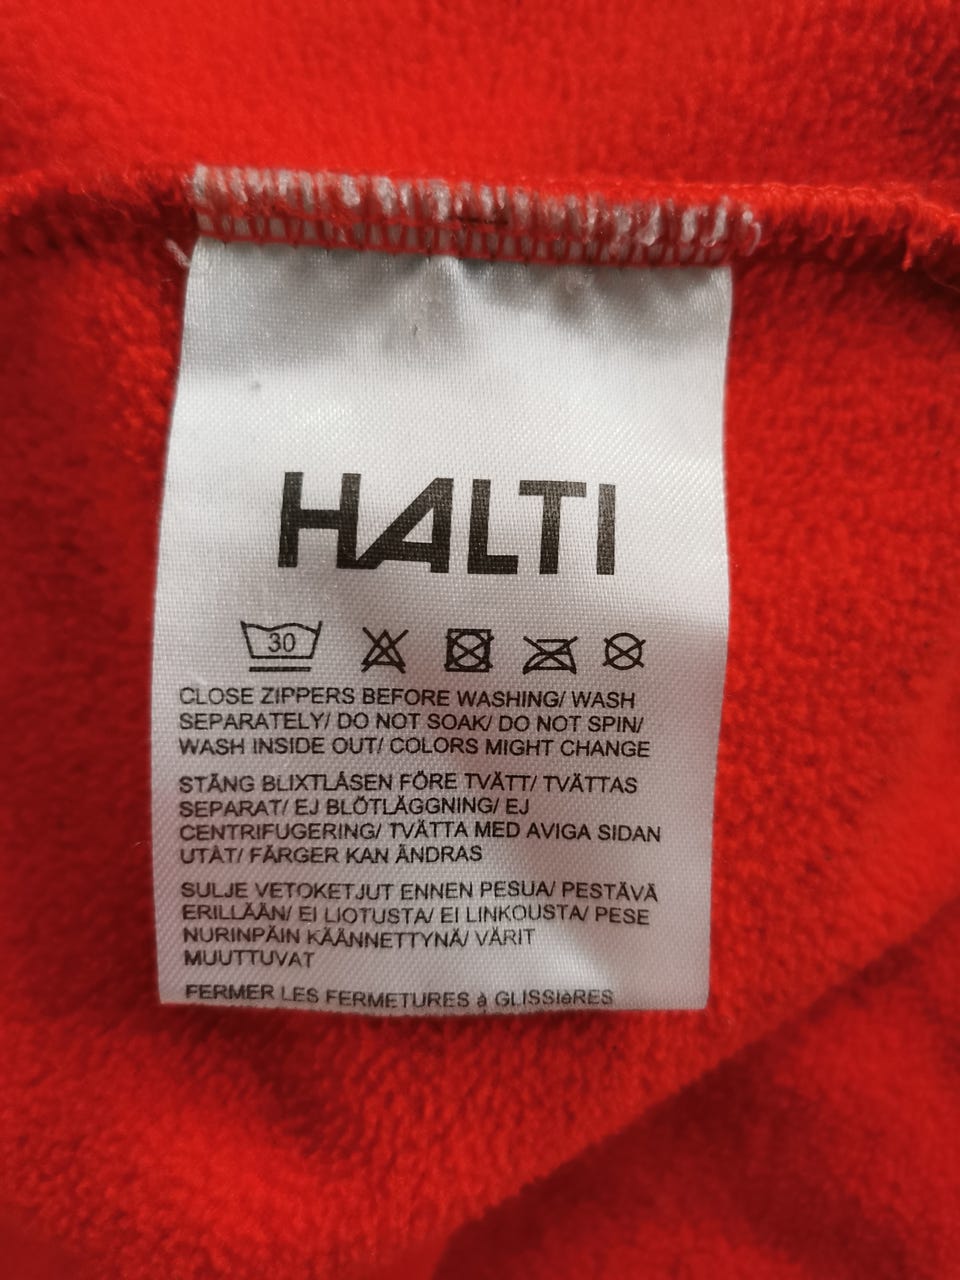 HALTI
30
CLOSE ZIPPERS BEFORE WASHING/ WASH
SEPARATELY/ DO NOT SOAK/ DO NOT SPIN/
WASH INSIDE OUT/ COLORS MIGHT CHANGE
STÄNG BLIXTLÅSEN FÖRE TVÄTT/ TVÄTTAS
SEPARAT/ EJ BLÖTLÄGGNING/ EJ
CENTRIFUGERING/ TVÄTTA MED AVIGA SIDAN
UTÅT/ FÄRGER KAN ÄNDRAS
SULJE VETOKETJUT ENNEN PESUA/ PESTÄVÄ
ERILLÄÄN/ EI LIOTUSTA/ EI LINKOUSTA/ PESE
NURINPÄIN KÄÄNNETTYNÄ/ VÄRIT
MUUTTUVAT
FERMER LES FERMETURES à GLISSIèRES